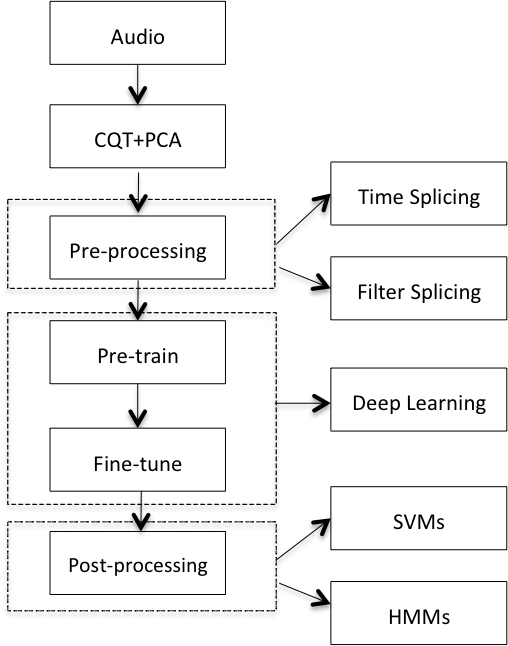 Audio
CQT+PCA
Pre-processing
Time Splicing
Filter Splicing
Pre-train
Fine-tune
Deep Learning
Post-processing
SVMs
HMMs